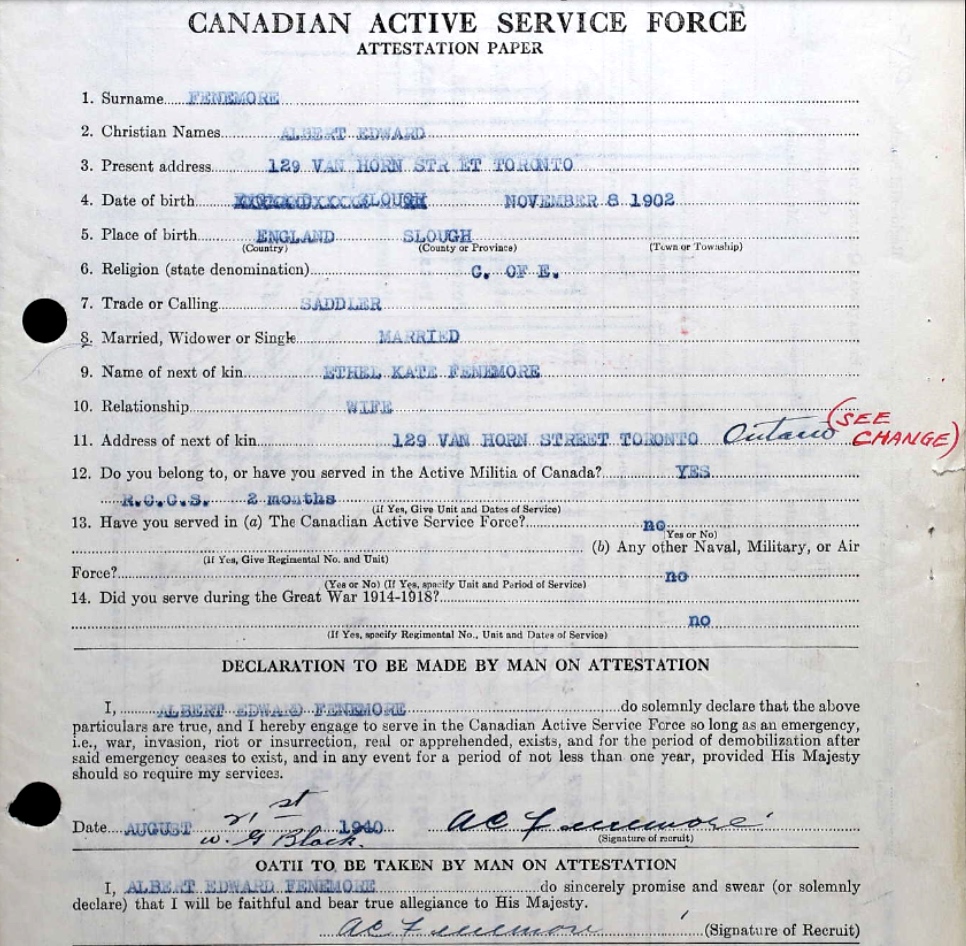 CANADIAN ACTIVE SERVICE FORCE
ATTESTATION PAPER
1. Surname FENEMORE
2. Christian Names ALBERT EDWARD
3. Present address 129 VAN HORN STR ET TORONTO
4. Date of birth SLOUGH NOVEMBER 8 1902
5. Place of birth ENGLAND SLOUGH
(Country) (County or Province) (Town or Township)
6. Religion (state denomination) C. OF E.
7. Trade or Calling SADDLER
8. Married, Widower or Single MARRIED
9. Name of next of kin ETHEL KATE FENEMORE
10. Relationship WIFE
11. Address of next of kin 129 VAN HORN STREET TORONTO Ontario (SEE CHANGE)
12. Do you belong to, or have you served in the Active Militia of Canada? YES
R.C.C.S. 2 months
(if Yes, Give Unit and Dates of Service)
13. Have you served in (a) The Canadian Active Service Force? no
Yes or No)
(If Yes, Give Regimental No. and Unit) (b) Any other Naval, Military, or Air
Force? no
(Yes or No) (If Yes, specify Unit and Period of Service)
14. Did you serve during the Great War 1914-1918?
no
(If Yes, specify Regimental No., Unit and Dates of Service)
DECLARATION TO BE MADE BY MAN ON ATTESTATION
I, ALBERT EDWARD FENEMORE do solemnly declare that the above
particulars are true, and I hereby engage to serve in the Canadian Active Service Force so long as an emergency,
i.e., war, invasion, riot or insurrection, real or apprehended, exists, and for the period of demobilization after
said emergency ceases to exist, and in any event for a period of not less than one year, provided His Majesty
should so require my services.
Date AUGUST 21st 1940 AE Fenemore
W. G Black. (Signature of recruit)
OATH TO BE TAKEN BY MAN ON ATTESTATION
I, ALBERT EDWARD FENEMORE do sincerely promise and swear (or solemnly
declare) that I will be faithful and bear true allegiance to His Majesty.
AE Fenemore (Signature of Recruit)